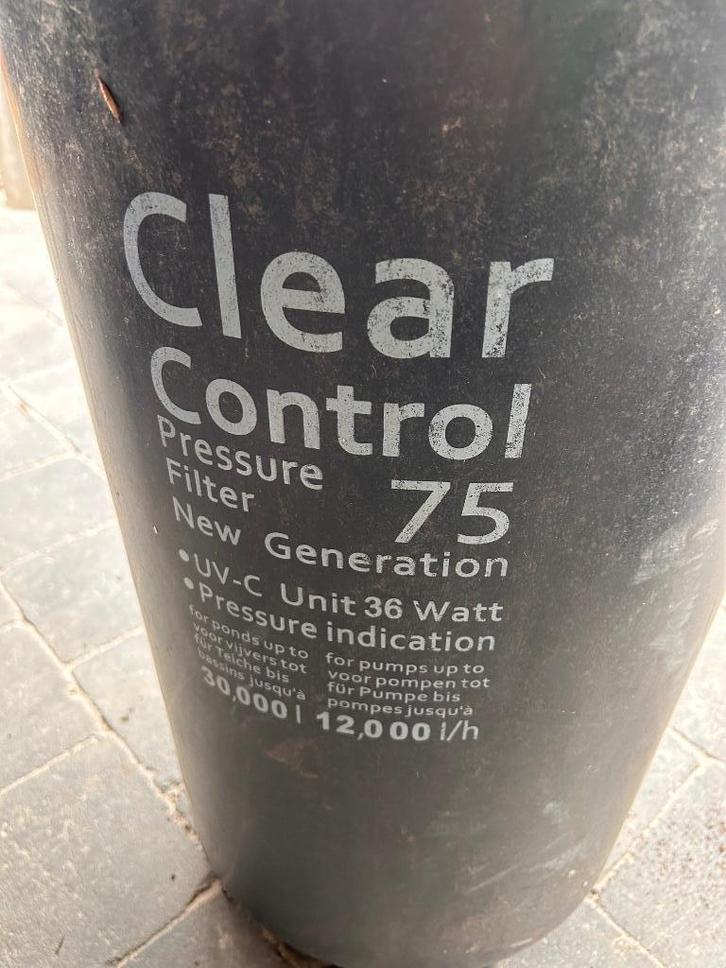 Clear
Control
Pressure
Filter 75
New Generation
•UV-C Unit 36 Watt
•Pressure indication
for ponds up to
voor vijvers tot
für Teiche bis
bassins jusqu'à
30,000 l
for pumps up to
voor pompen tot
für Pumpe bis
pompes jusqu'à
12,000 l/h